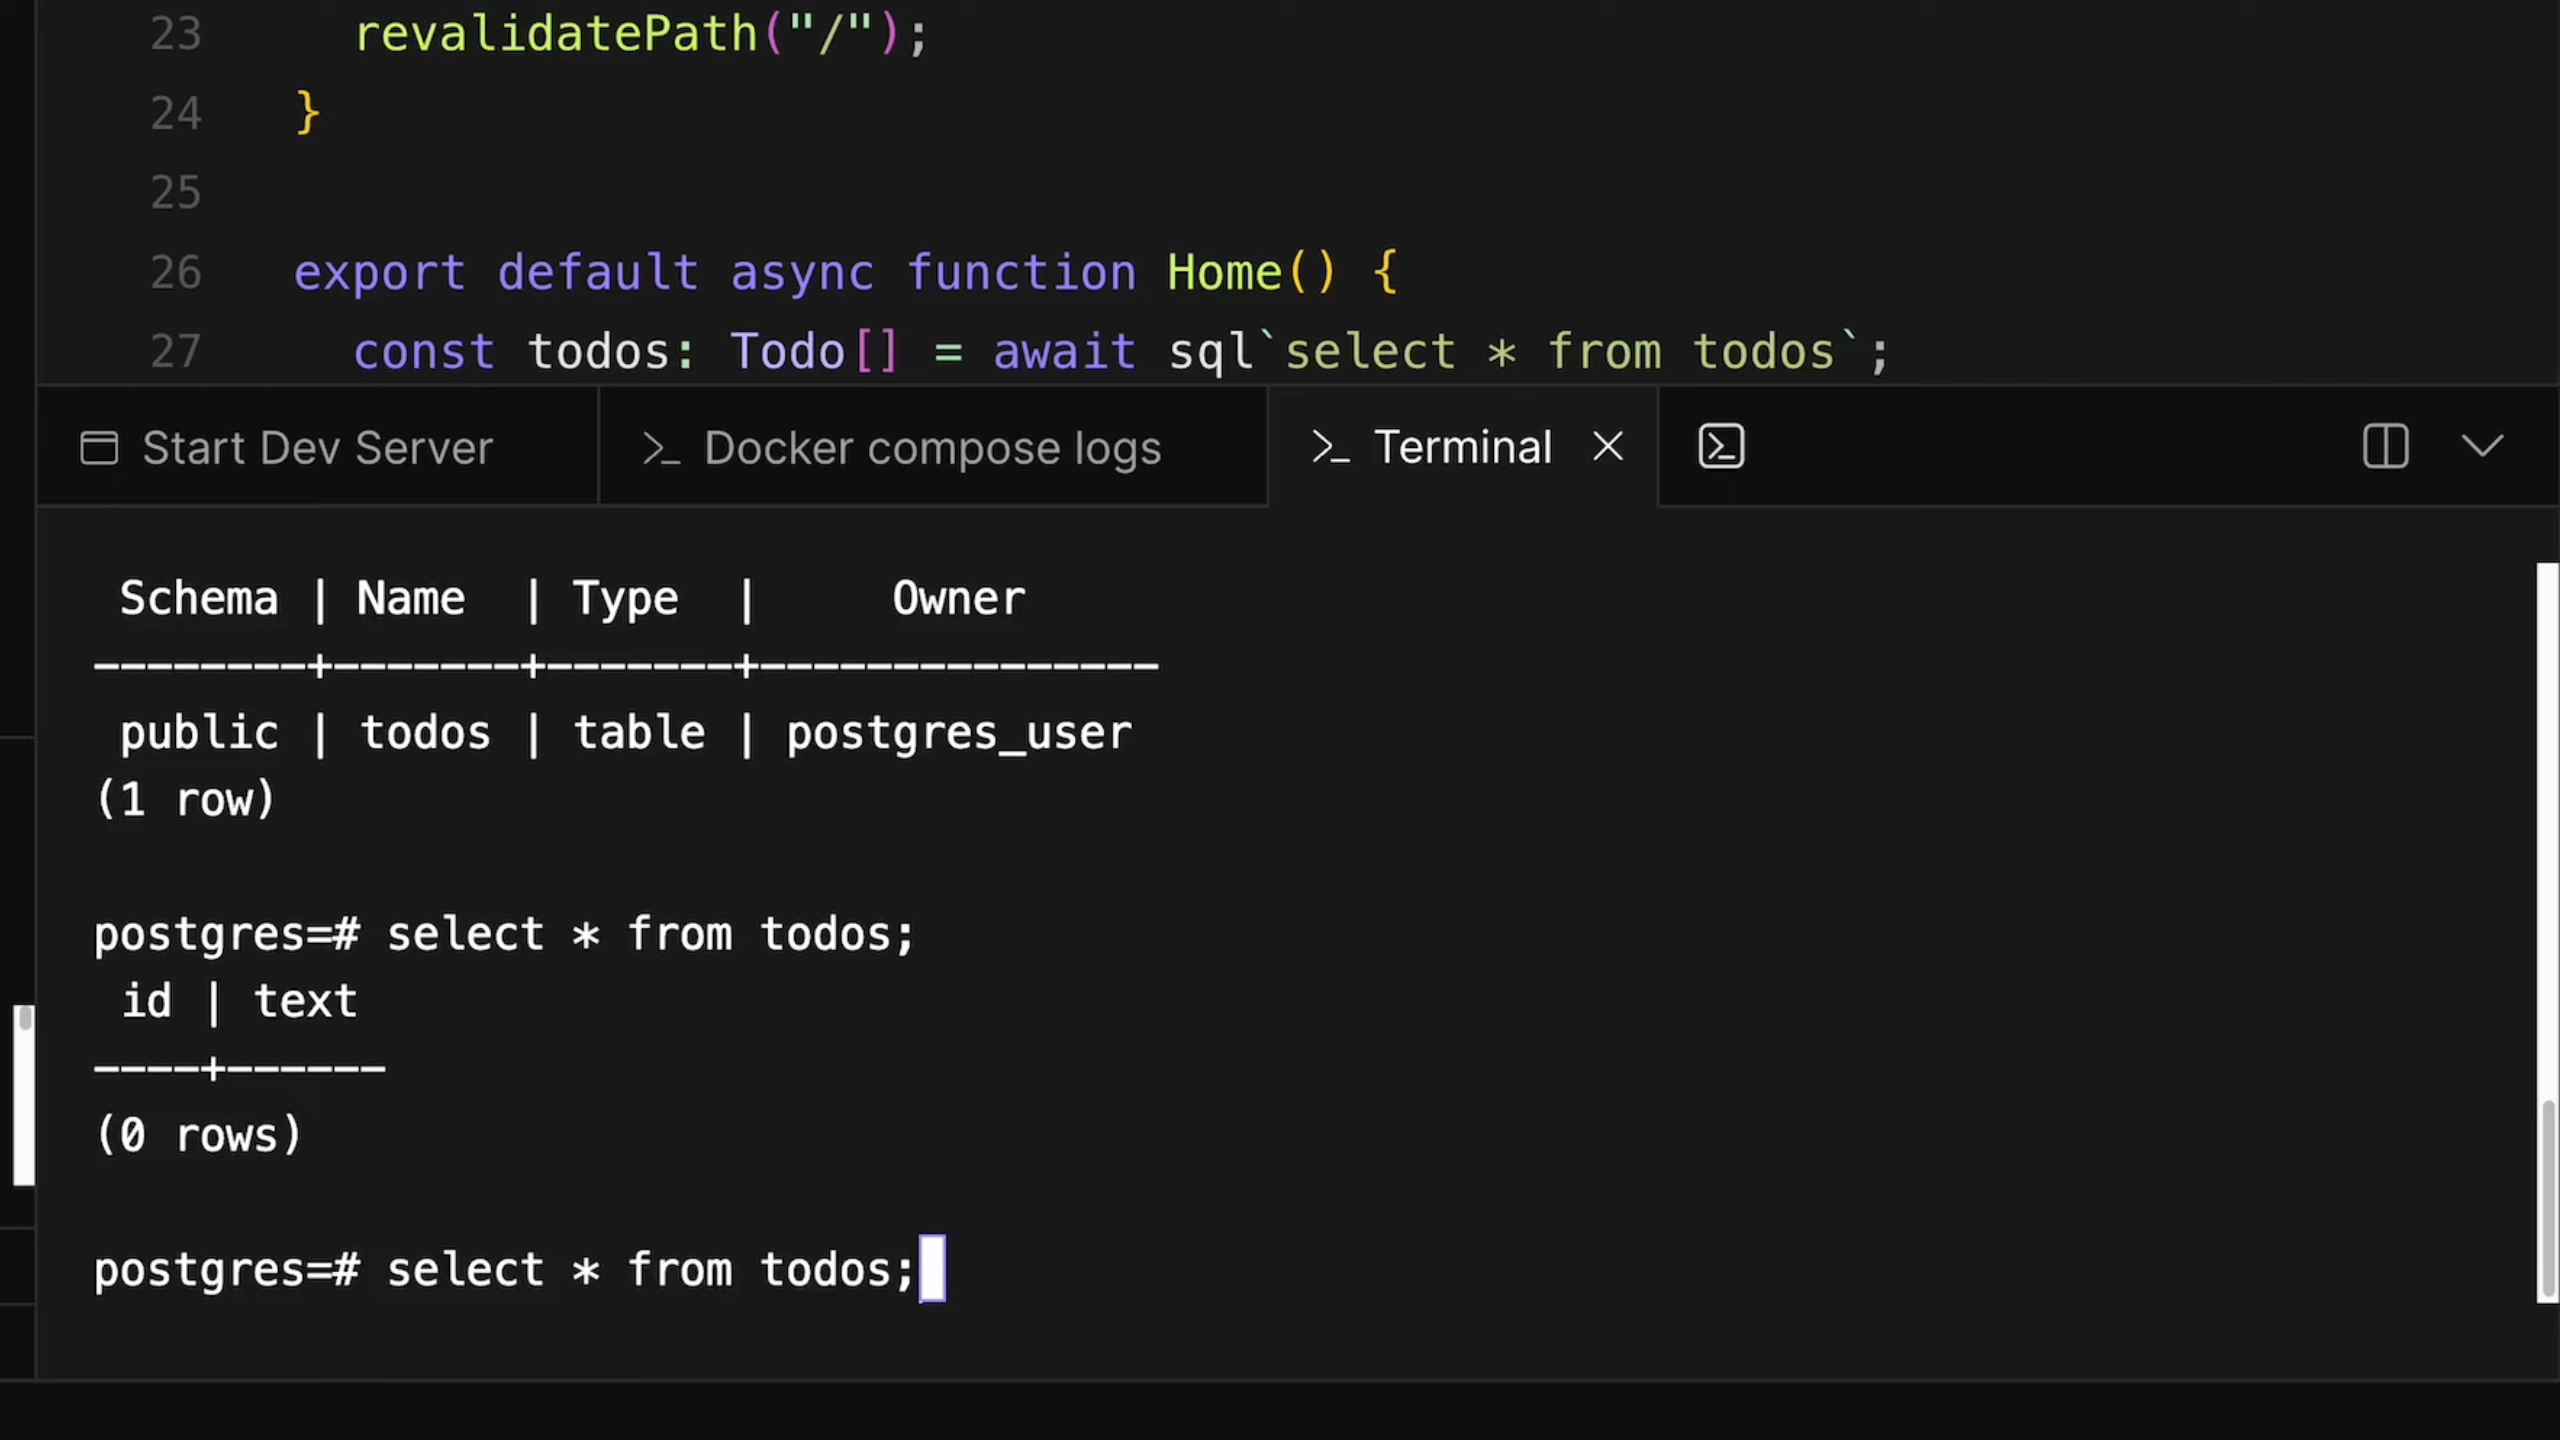 23 revalidatePath("/");
24 }
25
26 export default async function Home() {
27 const todos: Todo[] = await sql`select * from todos`;
Start Dev Server Docker compose logs Terminal
Schema | Name | Type | Owner
--------+-------+-------+---------------
public | todos | table | postgres_user
(1 row)
postgres=# select * from todos;
id | text
----+------
(0 rows)
postgres=# select * from todos;